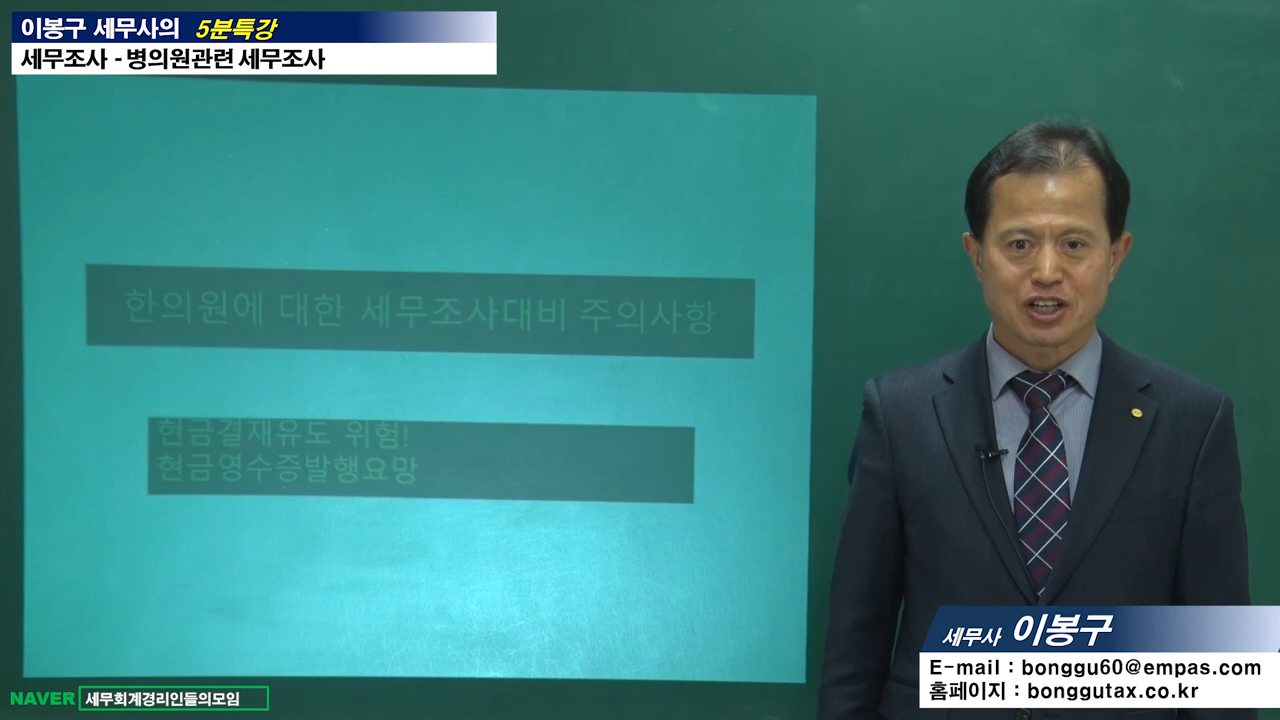 이봉구 세무사의 5분특강
세무조사 - 병의원관련 세무조사
한의원에 대한 세무조사대비 주의사항
현금결재유도 위험!
현금영수증발행요망
세무사 이봉구
E-mail : bonggu60@empas.com
홈페이지 : bonggutax.co.kr
NAVER 세무회계경리인들의모임